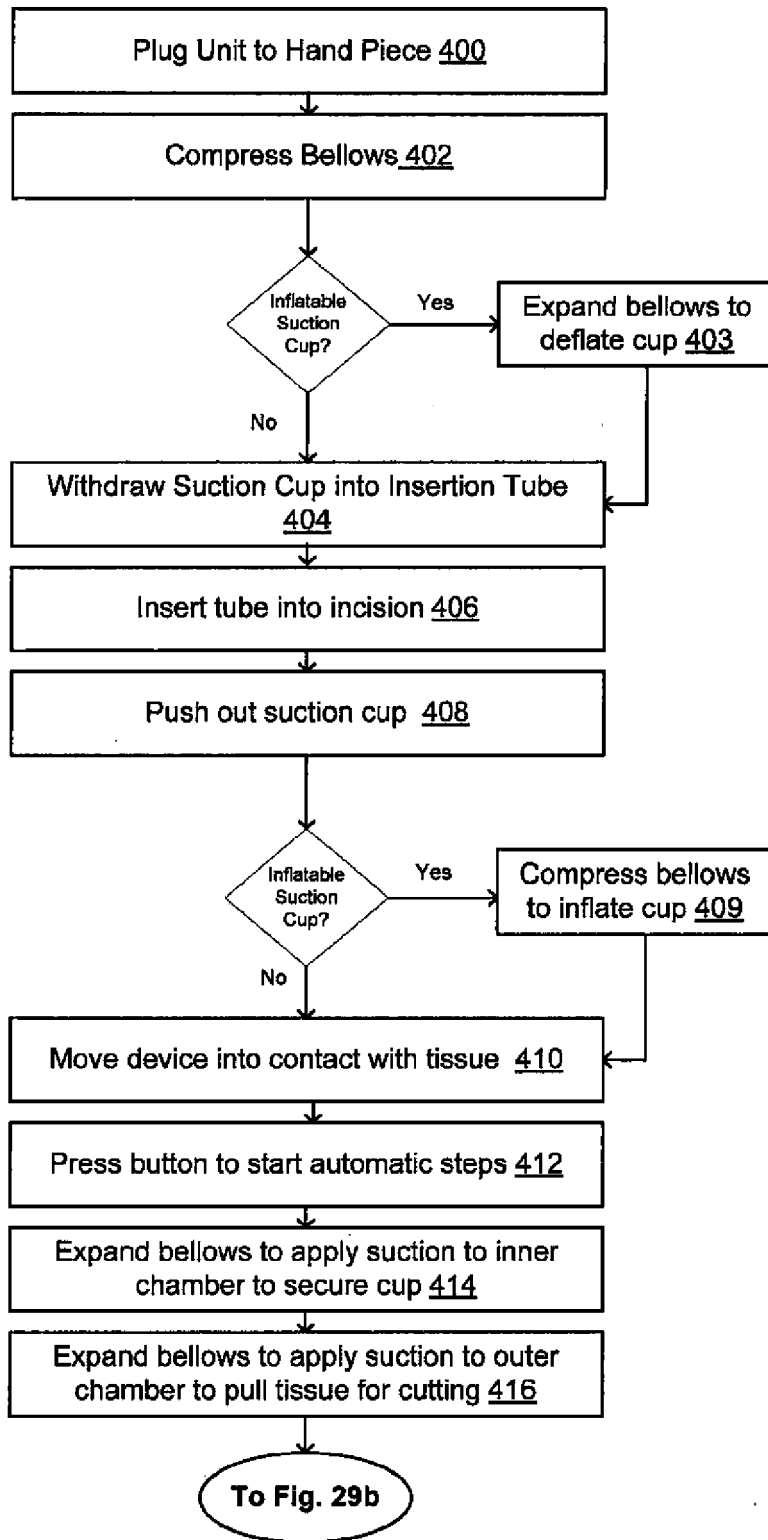 Plug Unit to Hand Piece 400
Compress Bellows 402
Inflatable
Suction
Cup?
Yes
Expand bellows to
deflate cup 403
No
Withdraw Suction Cup into Insertion Tube
404
Insert tube into incision 406
Push out suction cup 408
Inflatable
Suction
Cup?
Yes
Compress bellows
to inflate cup 409
No
Move device into contact with tissue 410
Press button to start automatic steps 412
Expand bellows to apply suction to inner
chamber to secure cup 414
Expand bellows to apply suction to outer
chamber to pull tissue for cutting 416
To Fig. 29b